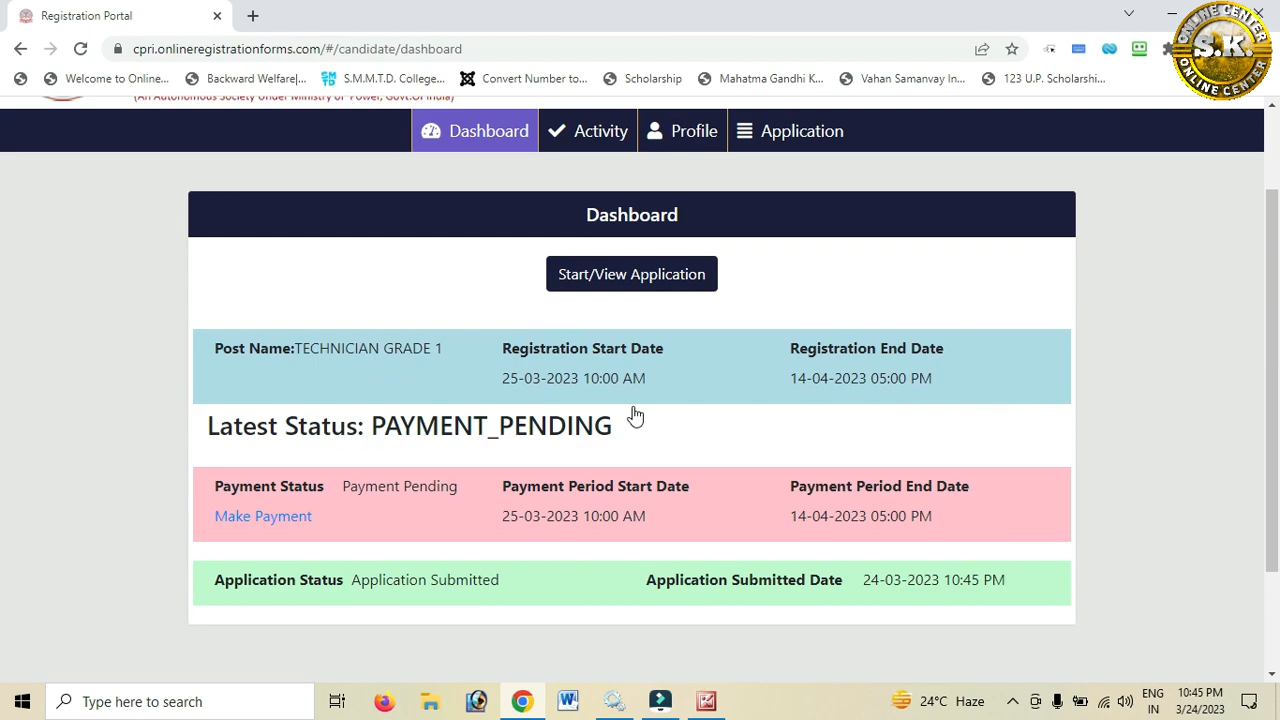 Registration Portal
cpri.onlineregistrationforms.com/#/candidate/dashboard
Welcome to Online...
Backward Welfare|...
S.M.M.T.D. College...
Convert Number to...
Scholarship
Mahatma Gandhi K...
Vahan Samanvay In...
123 U.P. Scholarshi...
ONLINE CENTER
S.K.
ONLINE CENTER
(An Autonomous Society Under Ministry of Power, Govt.Of India)
Dashboard
Activity
Profile
Application
Dashboard
Start/View Application
Post Name:TECHNICIAN GRADE 1
Registration Start Date
Registration End Date
25-03-2023 10:00 AM
14-04-2023 05:00 PM
Latest Status: PAYMENT_PENDING
Payment Status Payment Pending
Payment Period Start Date
Payment Period End Date
Make Payment
25-03-2023 10:00 AM
14-04-2023 05:00 PM
Application Status Application Submitted
Application Submitted Date 24-03-2023 10:45 PM
Type here to search
24°C Haze
ENG
IN
10:45 PM
3/24/2023